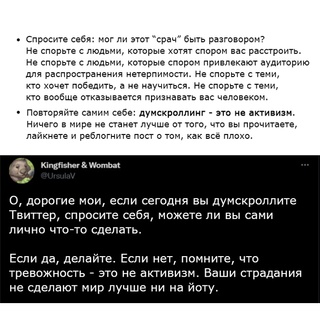 • Спросите себя: мог ли этот "срач" быть разговором?
Не спорьте с людьми, которые хотят спором вас расстроить.
Не спорьте с людьми, которые спором привлекают аудиторию
для распространения нетерпимости. Не спорьте с теми,
кто хочет победить, а не научиться. Не спорьте с теми,
кто вообще отказывается признавать вас человеком.
• Повторяйте самим себе: думскроллинг - это не активизм.
Ничего в мире не станет лучше от того, что вы прочитаете,
лайкнете и реблогните пост о том, как всё плохо.
Kingfisher & Wombat
@UrsulaV
О, дорогие мои, если сегодня вы думскроллите
Твиттер, спросите себя, можете ли вы сами
лично что-то сделать.
Если да, делайте. Если нет, помните, что
тревожность - это не активизм. Ваши страдания
не сделают мир лучше ни на йоту.